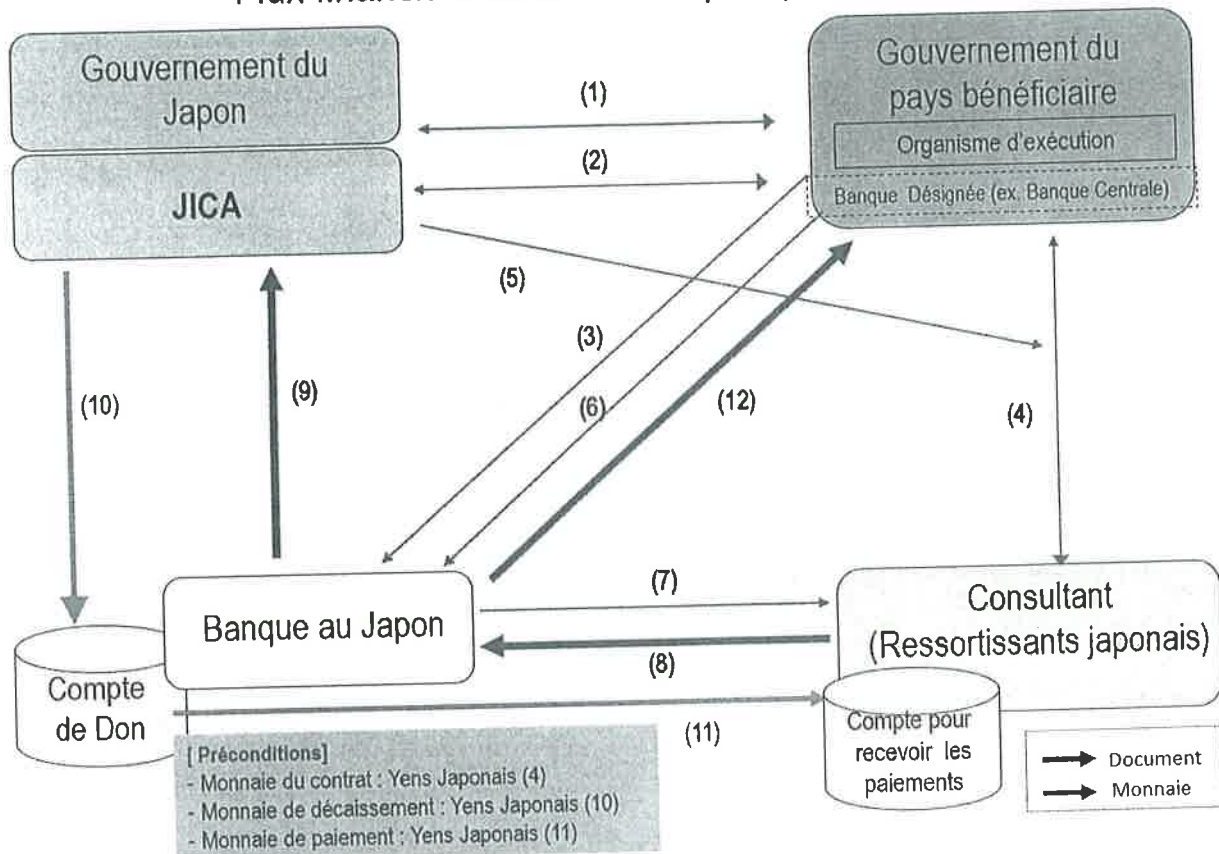 Gouvernement du
Japon
JICA
Gouvernement du
pays bénéficiaire
Organisme d'exécution
Banque Désignée (ex. Banque Centrale)
(1)
(2)
(5)
(3)
(6)
(12)
(4)
(10)
(9)
Banque au Japon
(7)
(8)
Consultant
(Ressortissants japonais)
Compte
de Don
(11)
Compte pour
recevoir les
paiements
[ Préconditions]
- Monnaie du contrat : Yens Japonais (4)
- Monnaie de décaissement : Yens Japonais (10)
- Monnaie de paiement : Yens Japonais (11)
Document
Monnaie